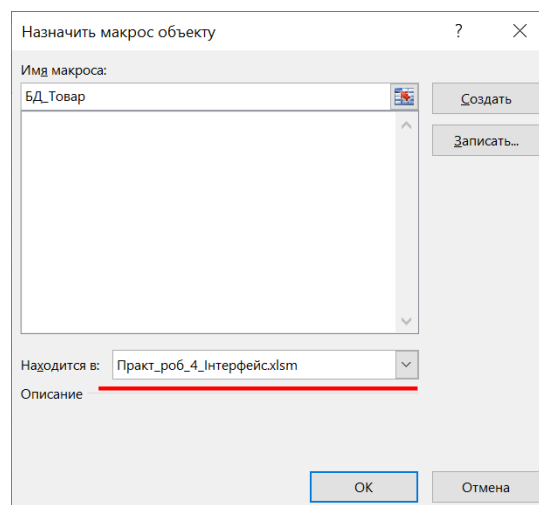 Назначить макрос объекту
?
Имя макроса:
БД_Товар
Создать
Записать...
Находится в:
Практ_роб_4_Інтерфейс.xlsm
Описание
ОК
Отмена